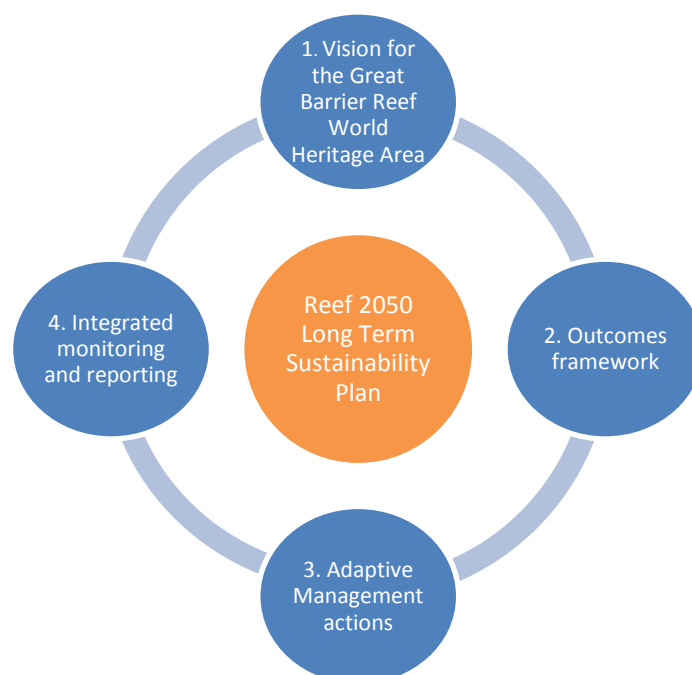 1. Vision for
the Great
Barrier Reef
World
Heritage Area
4. Integrated
monitoring
and reporting
Reef 2050
Long Term
Sustainability
Plan
2. Outcomes
framework
3. Adaptive
Management
actions